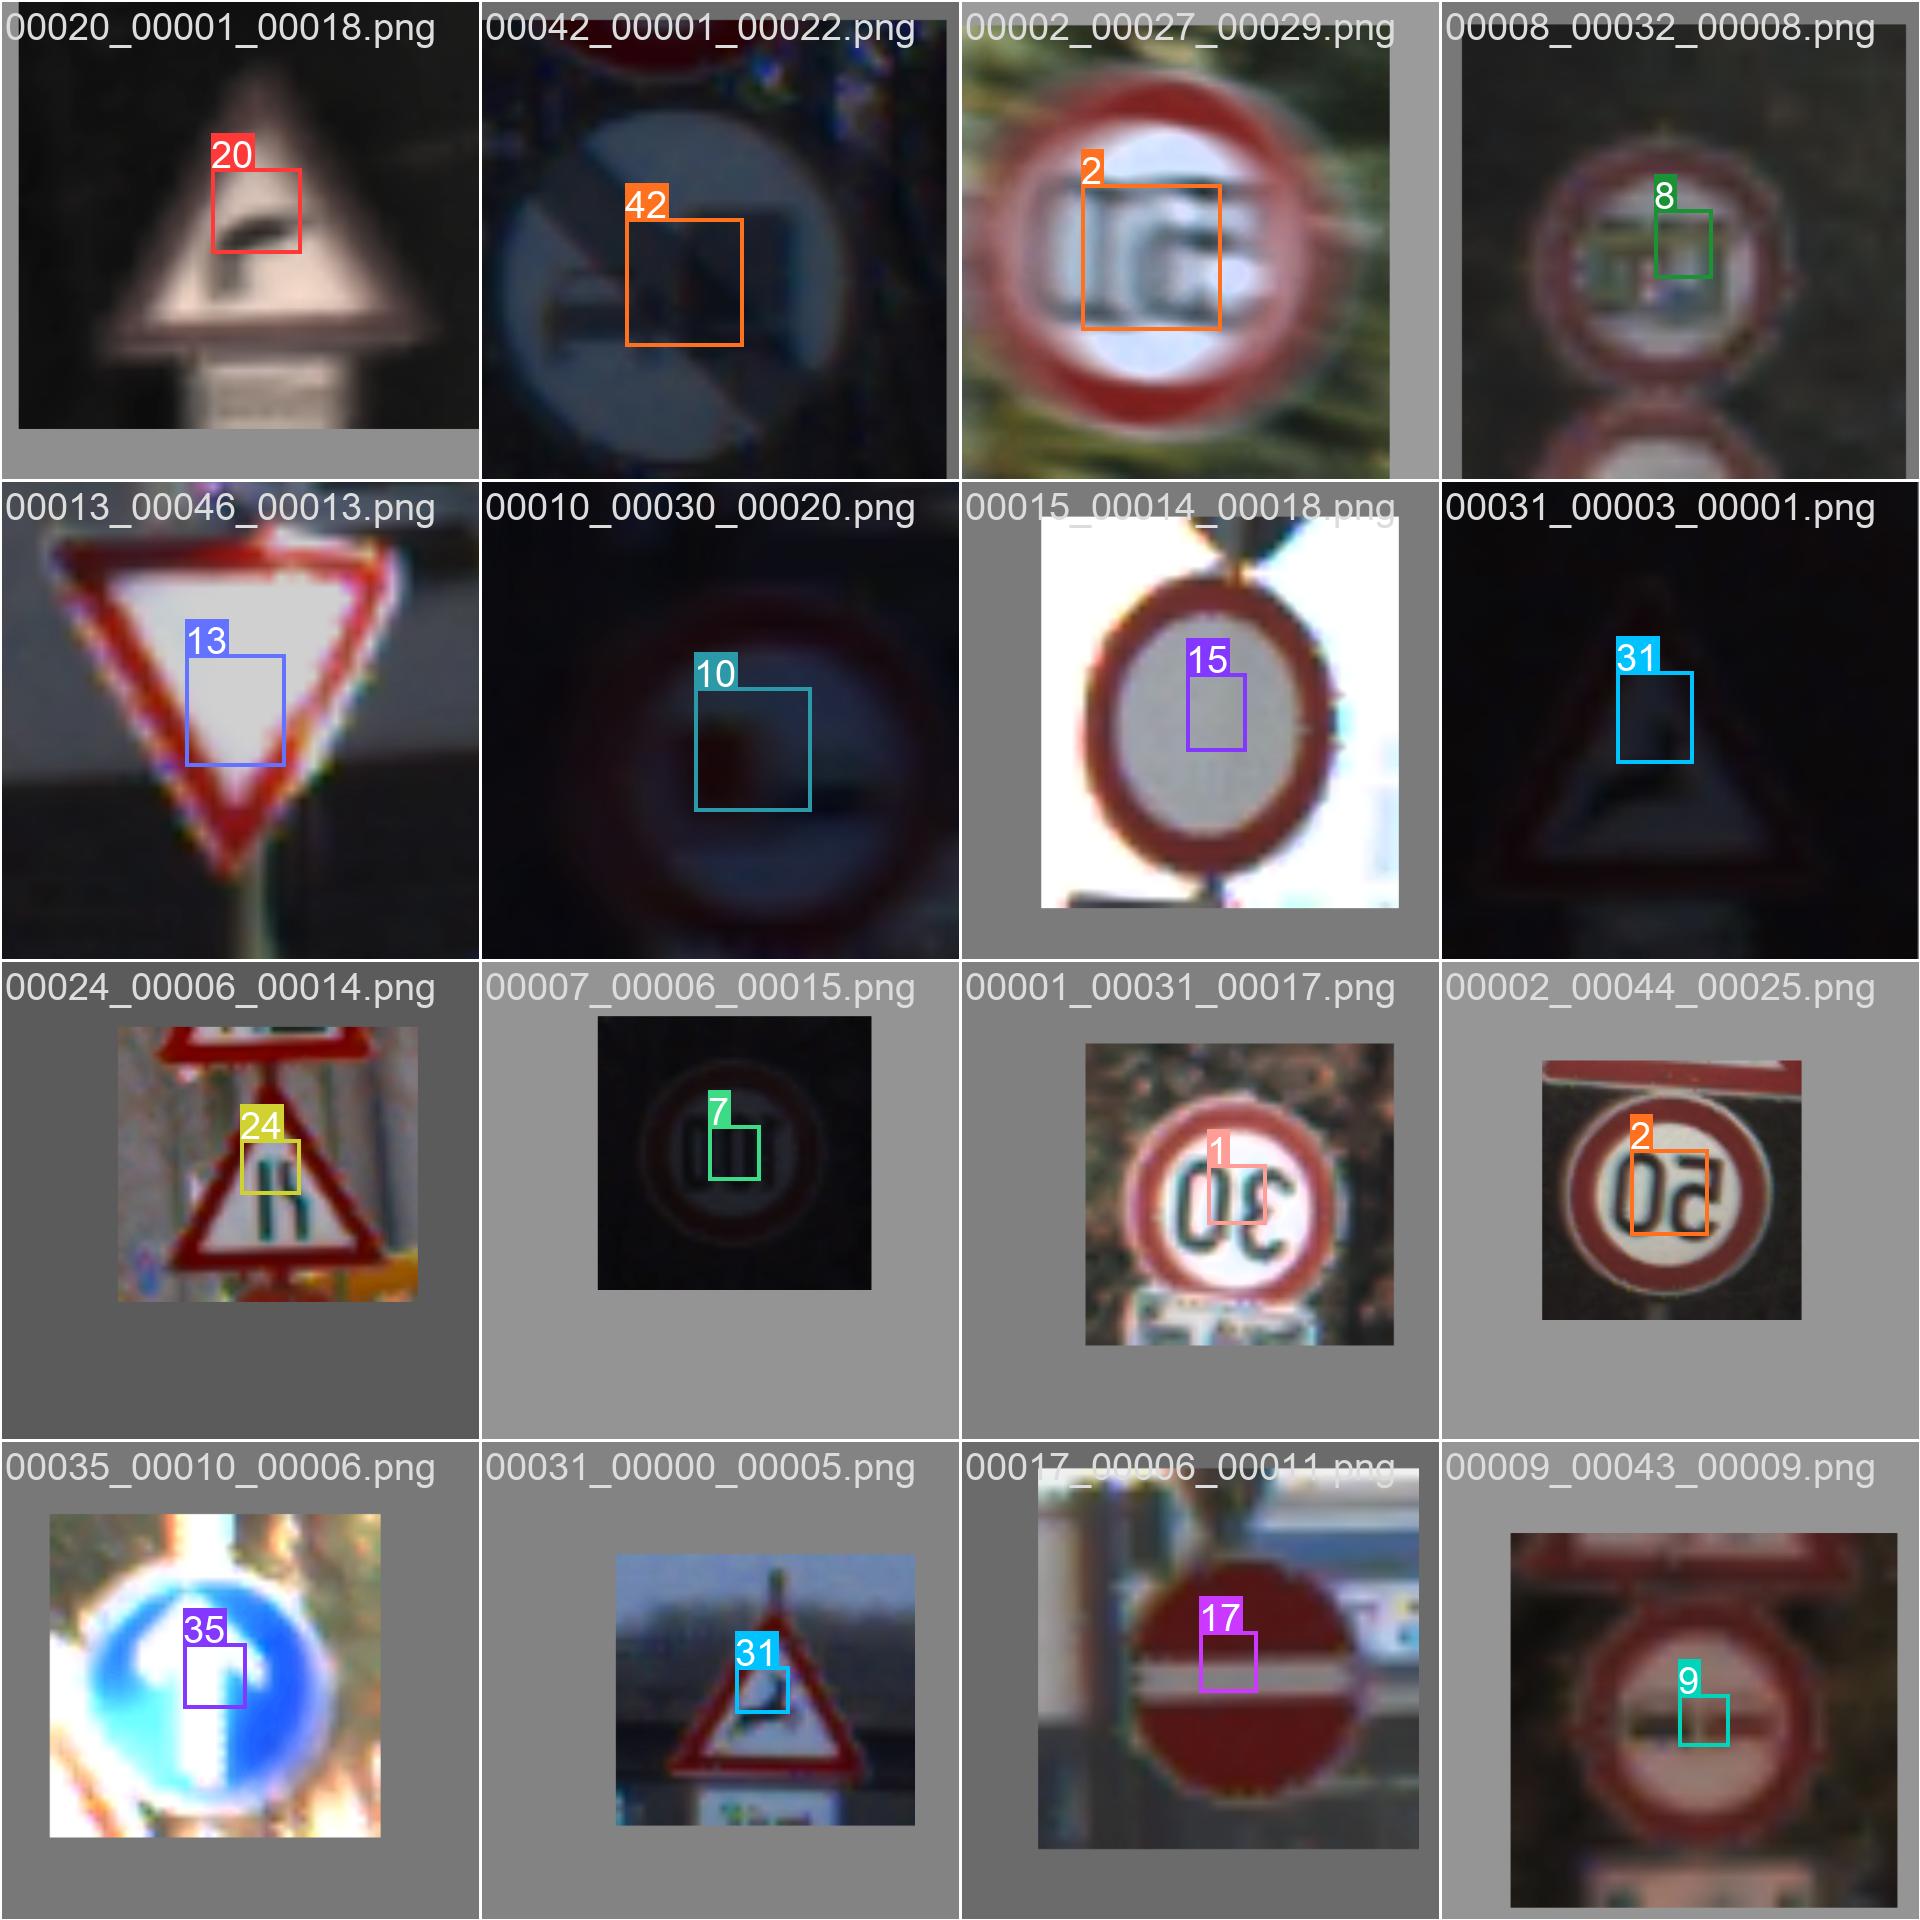 00020_00001_00018.png
00042_00001_00022.png
00002_00027_00029.png
00008_00032_00008.png
20
42
2
8
00013_00046_00013.png
00010_00030_00020.png
00015_00014_00018.png
00031_00003_00001.png
13
10
15
31
00024_00006_00014.png
00007_00006_00015.png
00001_00031_00017.png
00002_00044_00025.png
24
7
1
2
30
50
00035_00010_00006.png
00031_00000_00005.png
00017_00006_00011.png
00009_00043_00009.png
35
31
17
9